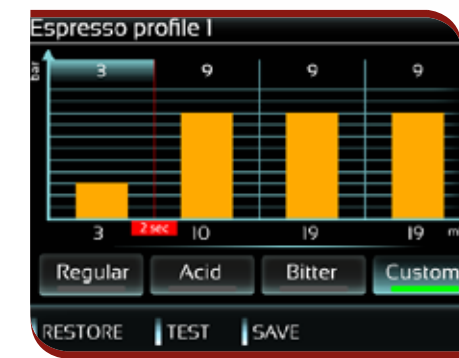 Espresso profile 1
bar
3 9 9 9
2 sec
3 10 19 19 m
Regular Acid Bitter Custom
RESTORE TEST SAVE